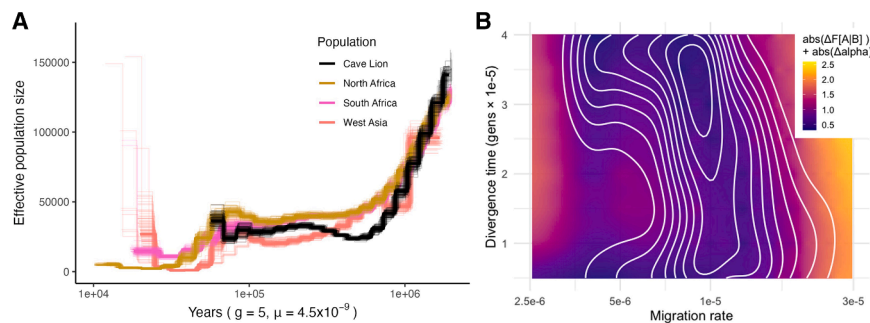 A
Population
Cave Lion
North Africa
South Africa
West Asia
Effective population size
150000
100000
50000
0
1e+04
1e+05
1e+06
Years ( g = 5, μ = 4.5x10⁻⁹ )
B
abs(ΔF[A|B] )
+ abs(Δalpha)
2.5
2.0
1.5
1.0
0.5
Divergence time (gens × 1e-5)
4
3
2
1
2.5e-6
5e-6
1e-5
3e-5
Migration rate